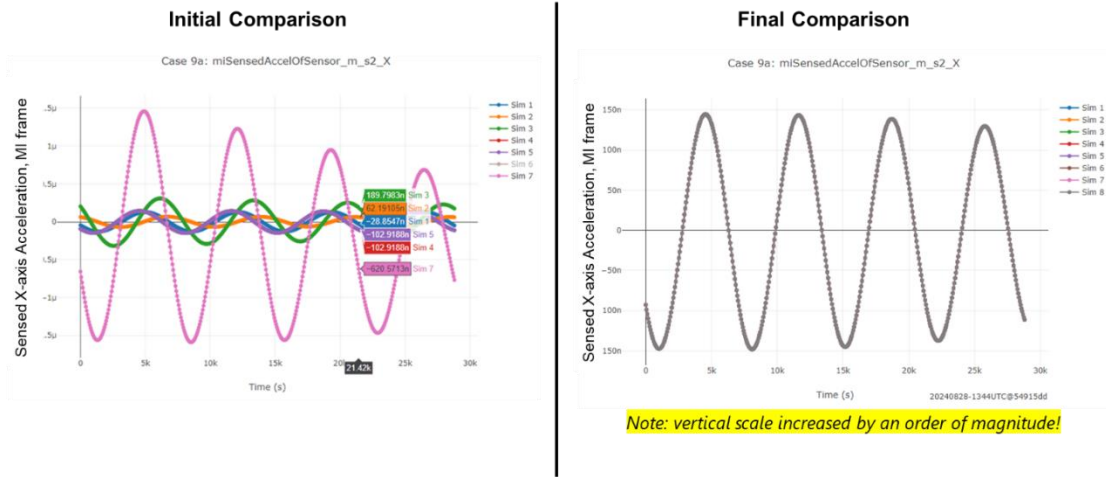 Initial Comparison
Case 9a: miSensedAccelOfSensor_m_s2_X
Sensed X-axis Acceleration, MI frame
.5µ
1µ
.5µ
0
.5µ
−1µ
.5µ
0
5k
10k
15k
20k
25k
30k
21.42k
Time (s)
189.7983n Sim 3
62.19105n Sim 2
−28.8547n Sim 1
−102.9188n Sim 5
−102.9188n Sim 4
−620.5713n Sim 7
Sim 1
Sim 2
Sim 3
Sim 4
Sim 5
Sim 6
Sim 7
Final Comparison
Case 9a: miSensedAccelOfSensor_m_s2_X
Sensed X-axis Acceleration, MI frame
150n
100n
50n
0
−50n
100n
150n
0
5k
10k
15k
20k
25k
30k
Time (s)
20240828-1344UTC@54915dd
Sim 1
Sim 2
Sim 3
Sim 4
Sim 5
Sim 6
Sim 7
Sim 8
Note: vertical scale increased by an order of magnitude!